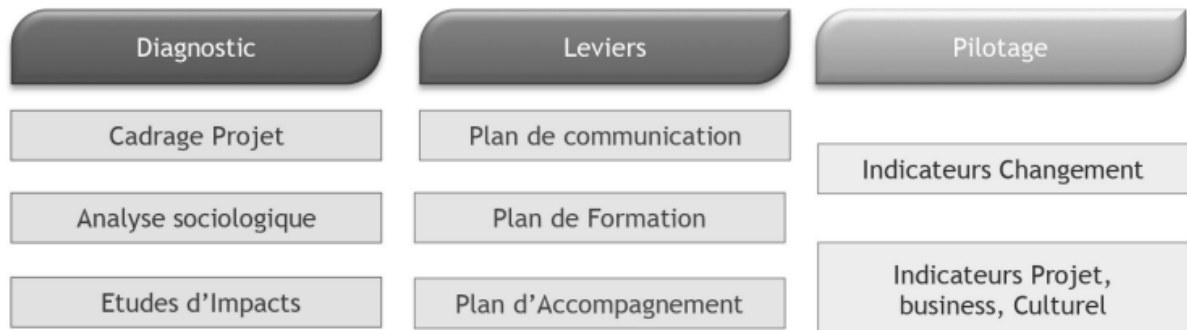 Diagnostic
Cadrage Projet
Analyse sociologique
Etudes d'Impacts
Leviers
Plan de communication
Plan de Formation
Plan d'Accompagnement
Pilotage
Indicateurs Changement
Indicateurs Projet,
business, Culturel